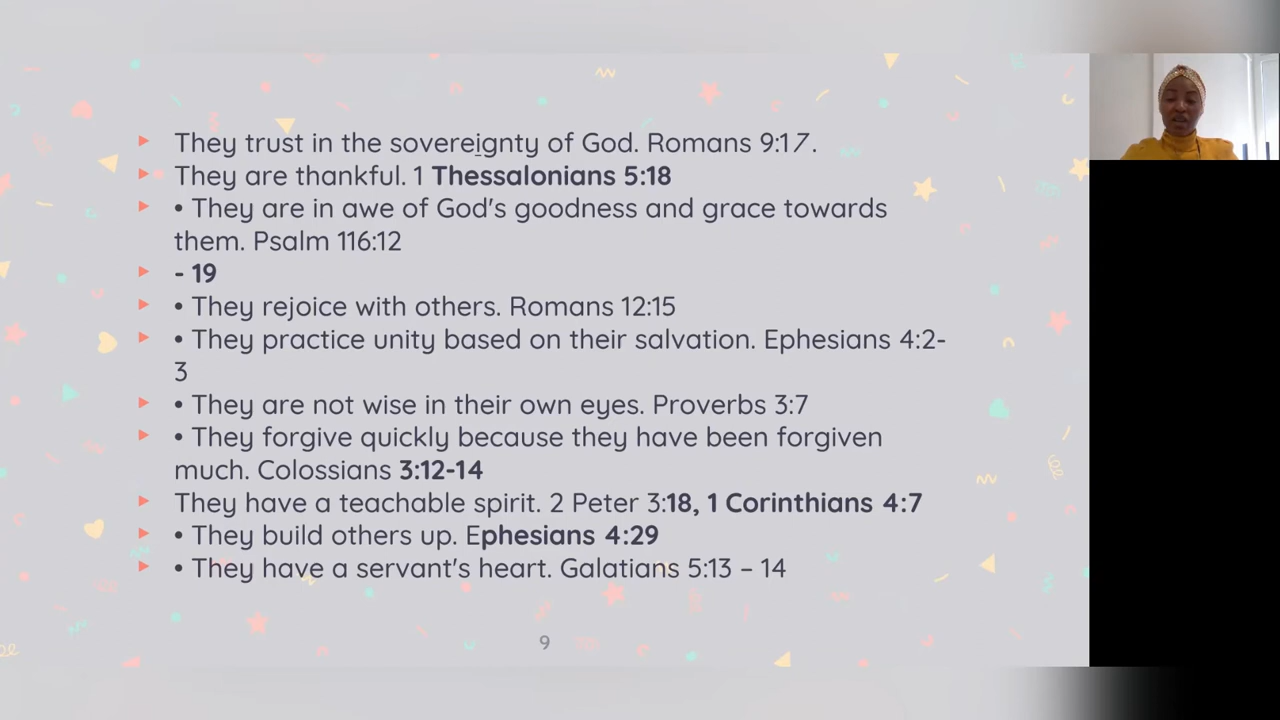 They trust in the sovereignty of God. Romans 9:17.
They are thankful. 1 Thessalonians 5:18
• They are in awe of God's goodness and grace towards
them. Psalm 116:12
- 19
• They rejoice with others. Romans 12:15
• They practice unity based on their salvation. Ephesians 4:2-
3
• They are not wise in their own eyes. Proverbs 3:7
• They forgive quickly because they have been forgiven
much. Colossians 3:12-14
They have a teachable spirit. 2 Peter 3:18, 1 Corinthians 4:7
• They build others up. Ephesians 4:29
• They have a servant's heart. Galatians 5:13 – 14
9